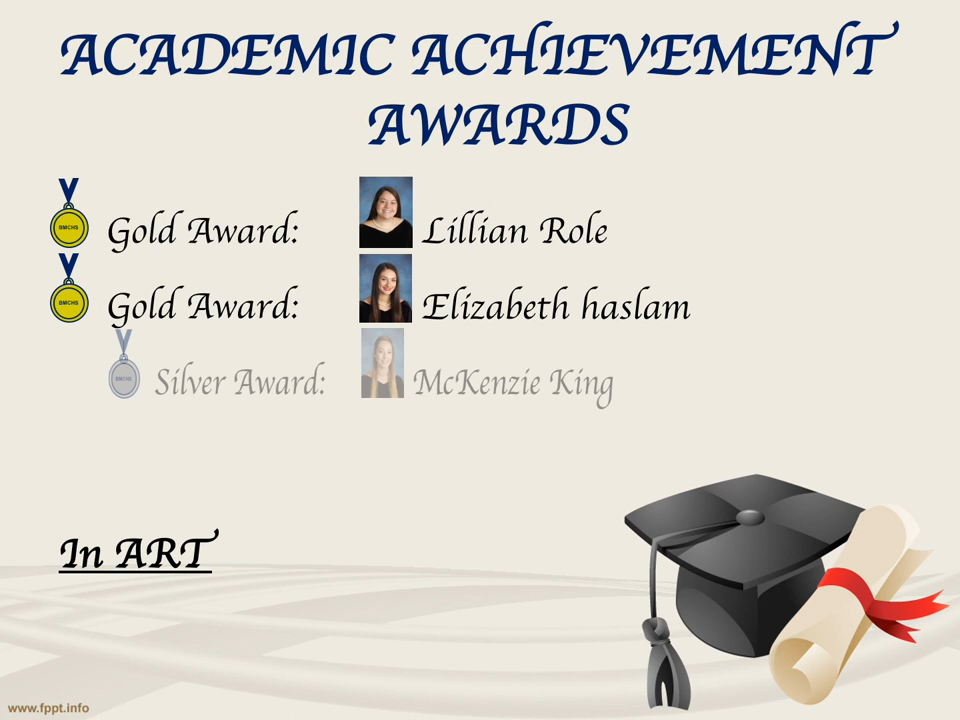 ACADEMIC ACHIEVEMENT
AWARDS
BMCHS Gold Award: Lillian Role
BMCHS Gold Award: Elizabeth haslam
BMCHS Silver Award: McKenzie King
In ART
www.fppt.info